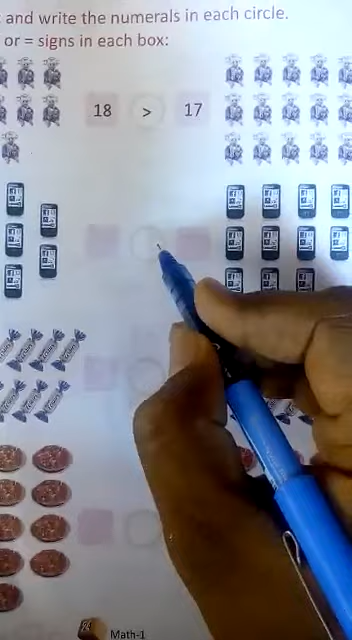 and write the numerals in each circle.
or = signs in each box:
18 > 17
Math-1